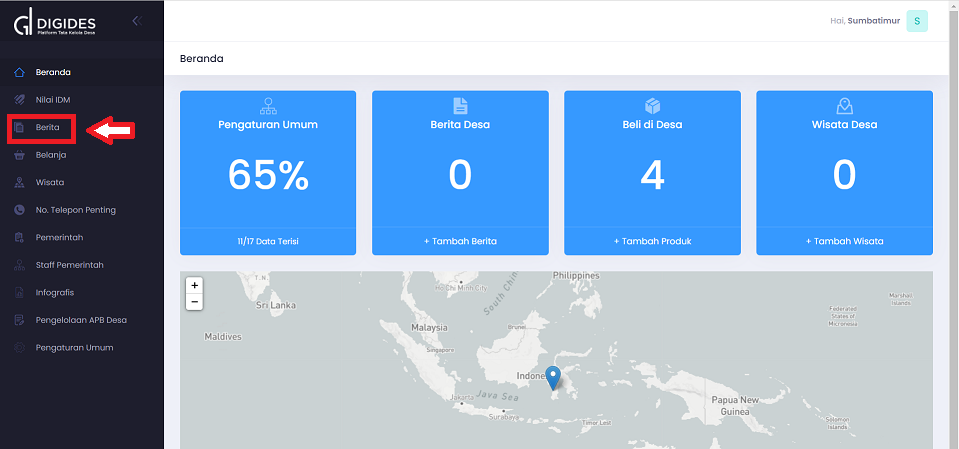 DIGIDES
Platform Tata Kelola Desa
Hai, Sumbatimur
S
Beranda
Beranda
Nilai IDM
Berita
Belanja
Wisata
No. Telepon Penting
Pemerintah
Staff Pemerintah
Infografis
Pengelolaan APB Desa
Pengaturan Umum
Pengaturan Umum
65%
11/17 Data Terisi
Berita Desa
0
+ Tambah Berita
Beli di Desa
4
+ Tambah Produk
Wisata Desa
0
+ Tambah Wisata
+
−
T.N.
Sri Lanka
Maldives
Ho Chi Minh City
South Chin
Philippines
Malaysia
Brunei
Singapore
Indone
Jakarta
Java Sea
Surabaya
Timor Lest
Papua New
Guinea
Solomon
Islands
Federated
States of
Micronesia
Marshall
Islands